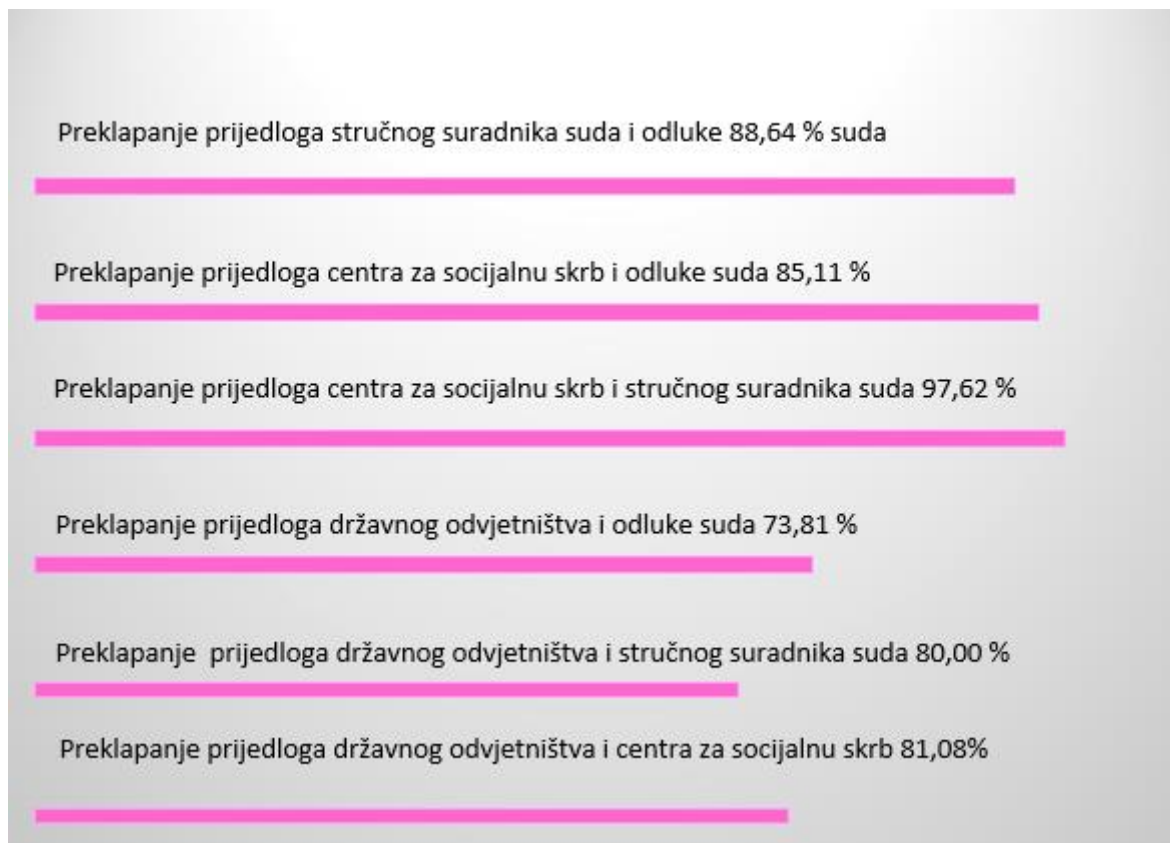 Preklapanje prijedloga stručnog suradnika suda i odluke 88,64 % suda
Preklapanje prijedloga centra za socijalnu skrb i odluke suda 85,11 %
Preklapanje prijedloga centra za socijalnu skrb i stručnog suradnika suda 97,62 %
Preklapanje prijedloga državnog odvjetništva i odluke suda 73,81 %
Preklapanje  prijedloga državnog odvjetništva i stručnog suradnika suda 80,00 %
Preklapanje prijedloga državnog odvjetništva i centra za socijalnu skrb 81,08%